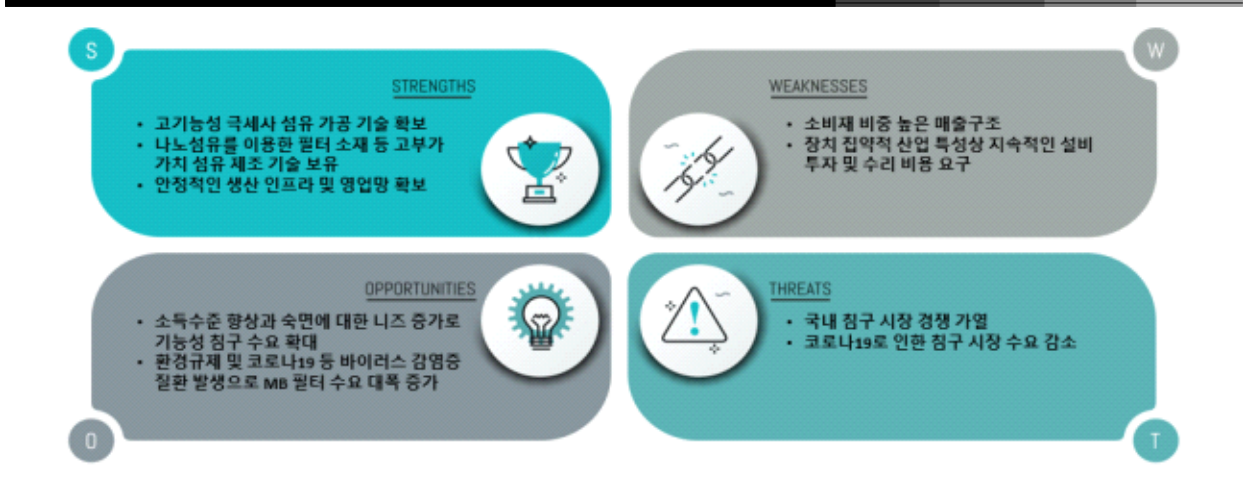 S
STRENGTHS
• 고기능성 극세사 섬유 가공 기술 확보
• 나노섬유를 이용한 필터 소재 등 고부가
가치 섬유 제조 기술 보유
• 안정적인 생산 인프라 및 영업망 확보
W
WEAKNESSES
• 소비재 비중 높은 매출구조
• 장치 집약적 산업 특성상 지속적인 설비
투자 및 수리 비용 요구
OPPORTUNITIES
• 소득수준 향상과 숙면에 대한 니즈 증가로
기능성 침구 수요 확대
• 환경규제 및 코로나19 등 바이러스 감염증
질환 발생으로 MB 필터 수요 대폭 증가
O
THREATS
• 국내 침구 시장 경쟁 가열
• 코로나19로 인한 침구 시장 수요 감소
T